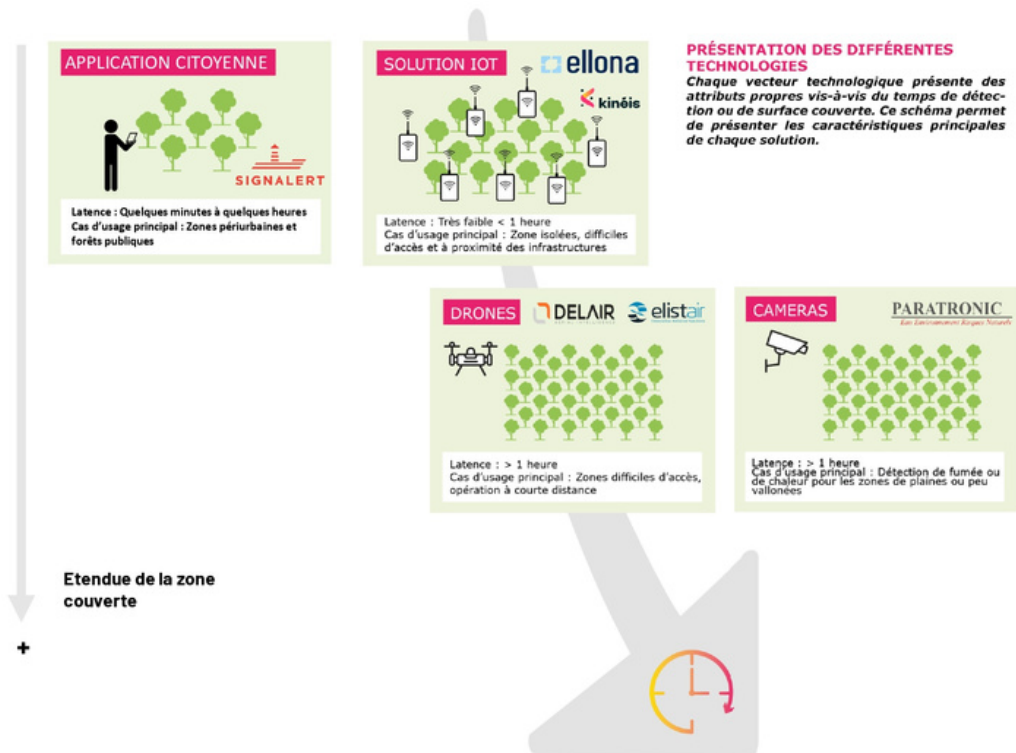 APPLICATION CITOYENNE
SIGNALERT
Latence : Quelques minutes à quelques heures
Cas d'usage principal : Zones périurbaines et
forêts publiques
SOLUTION IOT
ellona
kinéis
Latence : Très faible < 1 heure
Cas d'usage principal : Zone isolées, difficiles
d'accès et à proximité des infrastructures
PRÉSENTATION DES DIFFÉRENTES
TECHNOLOGIES
Chaque vecteur technologique présente des
attributs propres vis-à-vis du temps de détec-
tion ou de surface couverte. Ce schéma permet
de présenter les caractéristiques principales
de chaque solution.
DRONES
DELAIR
elistair
Latence : > 1 heure
Cas d'usage principal : Zones difficiles d'accès,
opération à courte distance
CAMERAS
PARATRONIC
Eau Environnement Risques Naturels
Latence : > 1 heure
Cas d'usage principal : Détection de fumée ou
de chaleur pour les zones de plaines ou peu
vallonées
Etendue de la zone
couverte
+